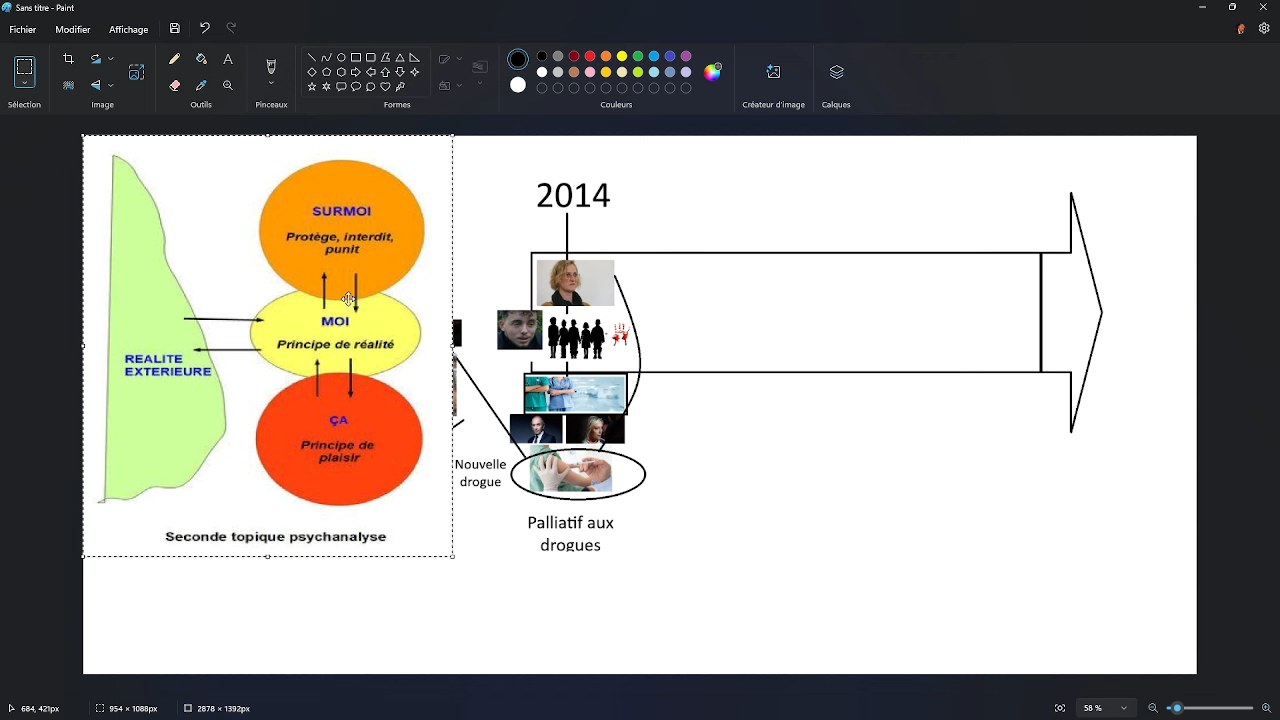 Sans titre - Paint
Fichier Modifier Affichage
Sélection Image Outils Pinceaux Formes Couleurs Créateur d'image Calques
2014
SURMOI
Protège, interdit,
punit
MOI
Principe de réalité
REALITE
EXTERIEURE
ÇA
Principe de
plaisir
Nouvelle
drogue
Seconde topique psychanalyse
Palliatif aux
drogues
684, 421px 954 × 1088px 2878 × 1392px 58 %